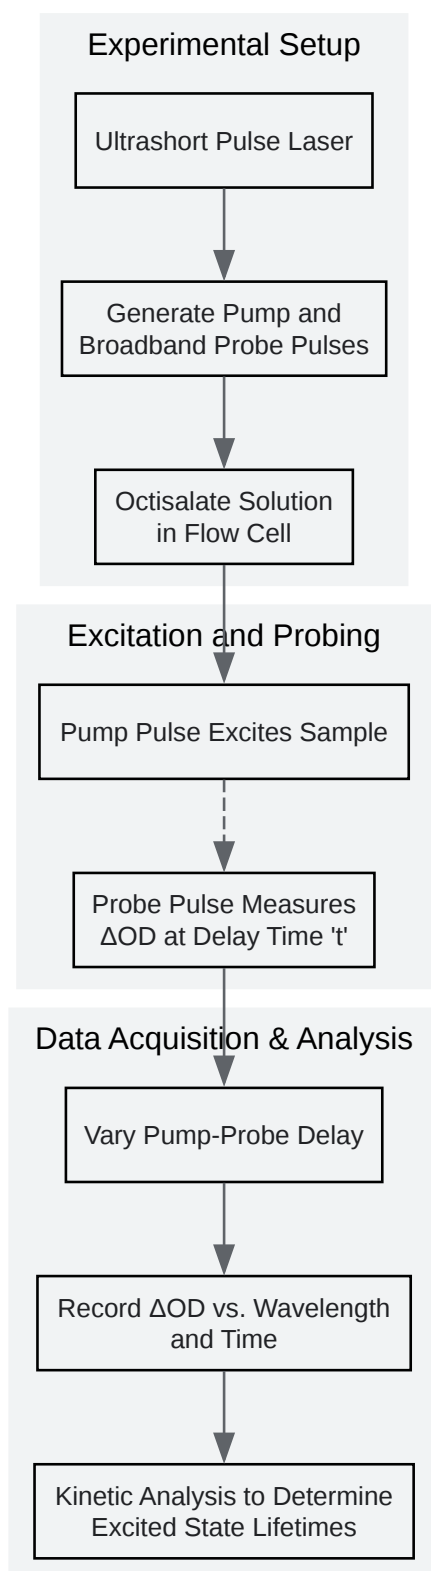 Experimental Setup
Ultrashort Pulse Laser
Generate Pump and
Broadband Probe Pulses
Octisalate Solution
in Flow Cell
Excitation and Probing
Pump Pulse Excites Sample
Probe Pulse Measures
ΔOD at Delay Time 't'
Data Acquisition & Analysis
Vary Pump-Probe Delay
Record ΔOD vs. Wavelength
and Time
Kinetic Analysis to Determine
Excited State Lifetimes